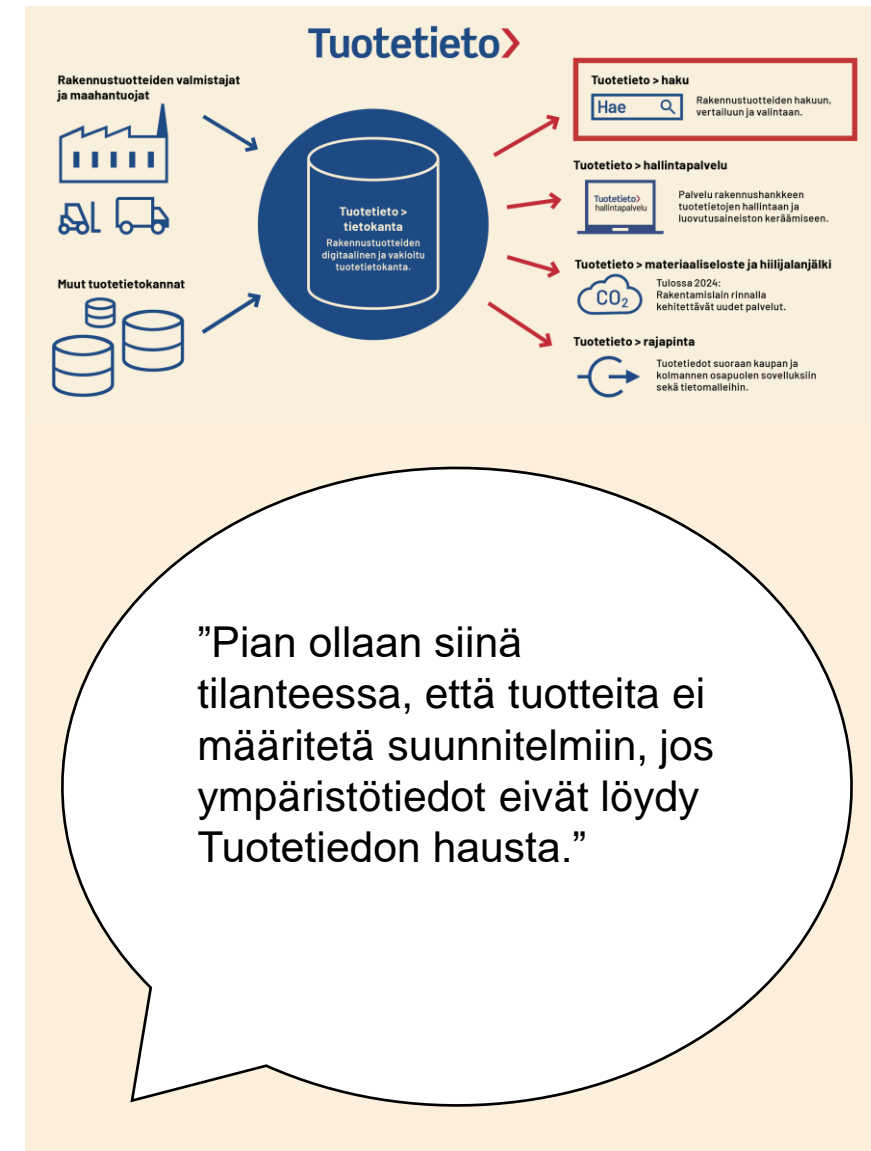 Tuotetieto>
Rakennustuotteiden valmistajat
ja maahantuojat
Muut tuotetietokannat
Tuotetieto >
tietokanta
Rakennustuotteiden
digitaalinen ja vakioitu
tuotetietokanta.
Tuotetieto > haku
Hae
Rakennustuotteiden hakuun,
vertailuun ja valintaan.
Tuotetieto > hallintapalvelu
Tuotetieto>
hallintapalvelu
Palvelu rakennushankkeen
tuotetietojen hallintaan ja
luovutusaineiston keräämiseen.
Tuotetieto > materiaaliseloste ja hiilijalanjälki
CO₂
Tulossa 2024:
Rakentamislain rinnalla
kehitettävät uudet palvelut.
Tuotetieto > rajapinta
Tuotetiedot suoraan kaupan ja
kolmannen osapuolen sovelluksiin
sekä tietomalleihin.
”Pian ollaan siinä
tilanteessa, että tuotteita ei
määritetä suunnitelmiin, jos
ympäristötiedot eivät löydy
Tuotetiedon hausta.”